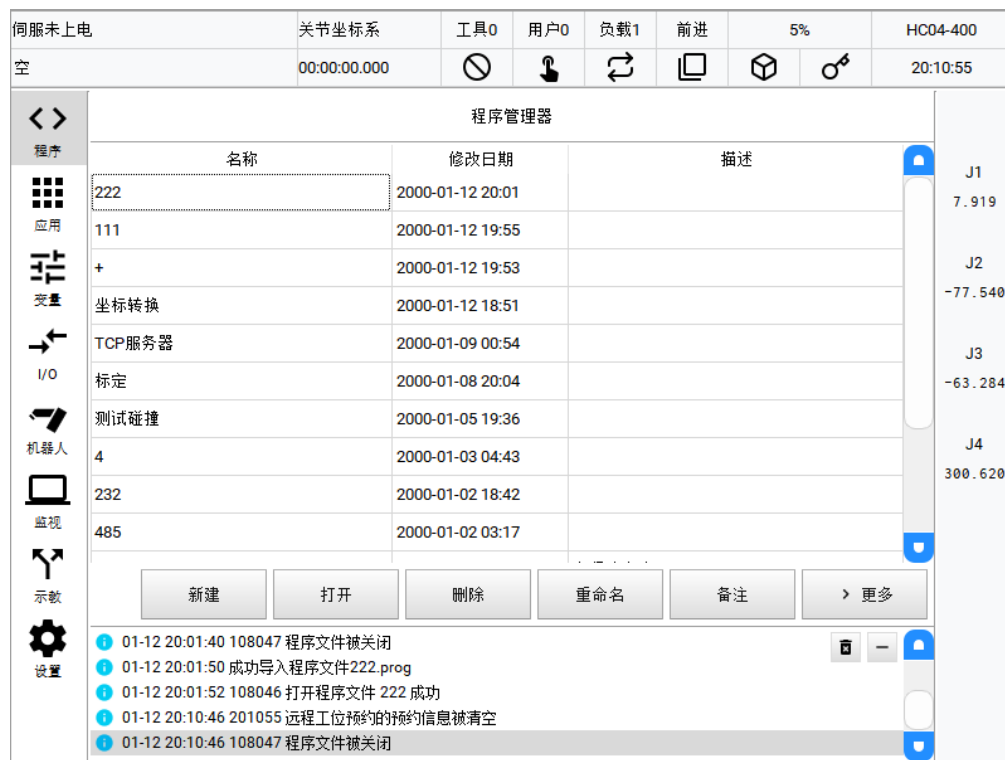 伺服未上电 关节坐标系 工具0 用户0 负载1 前进 5% HC04-400
空 00:00:00.000 20:10:55
程序管理器
程序
名称 修改日期 描述
222 2000-01-12 20:01
111 2000-01-12 19:55
+ 2000-01-12 19:53
坐标转换 2000-01-12 18:51
TCP服务器 2000-01-09 00:54
标定 2000-01-08 20:04
测试碰撞 2000-01-05 19:36
4 2000-01-03 04:43
232 2000-01-02 18:42
485 2000-01-02 03:17
应用
变量
I/O
机器人
监视
示教
设置
J1
7.919
J2
-77.540
J3
-63.284
J4
300.620
新建 打开 删除 重命名 备注 > 更多
01-12 20:01:40 108047 程序文件被关闭
01-12 20:01:50 成功导入程序文件222.prog
01-12 20:01:52 108046 打开程序文件 222 成功
01-12 20:10:46 201055 远程工位预约的预约信息被清空
01-12 20:10:46 108047 程序文件被关闭